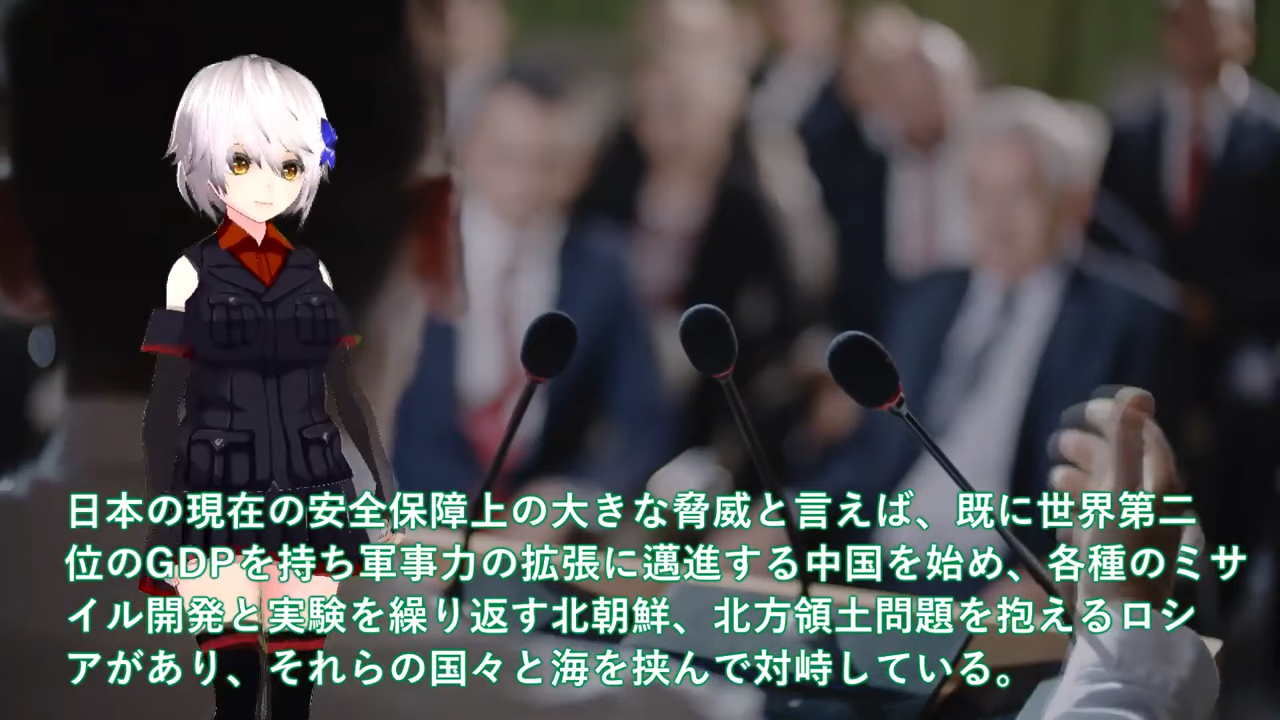 日本の現在の安全保障上の大きな脅威と言えば、既に世界第二
位のGDPを持ち軍事力の拡張に邁進する中国を始め、各種のミサ
イル開発と実験を繰り返す北朝鮮、北方領土問題を抱えるロシ
アがあり、それらの国々と海を挟んで対峙している。